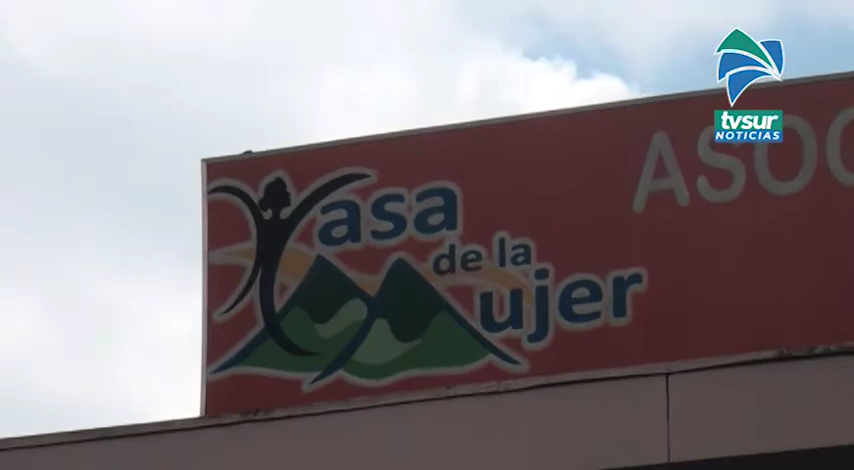 tvsur
NOTICIAS
ASOC
Casa
de la
Mujer